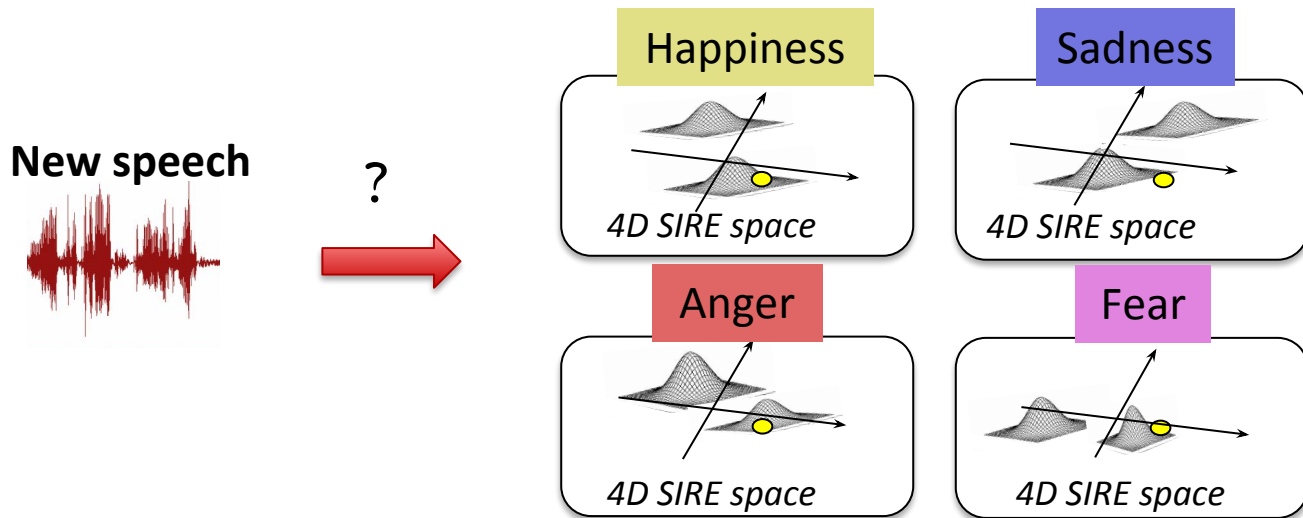 Happiness
Sadness
4D SIRE space
4D SIRE space
New speech
?
Anger
Fear
4D SIRE space
4D SIRE space